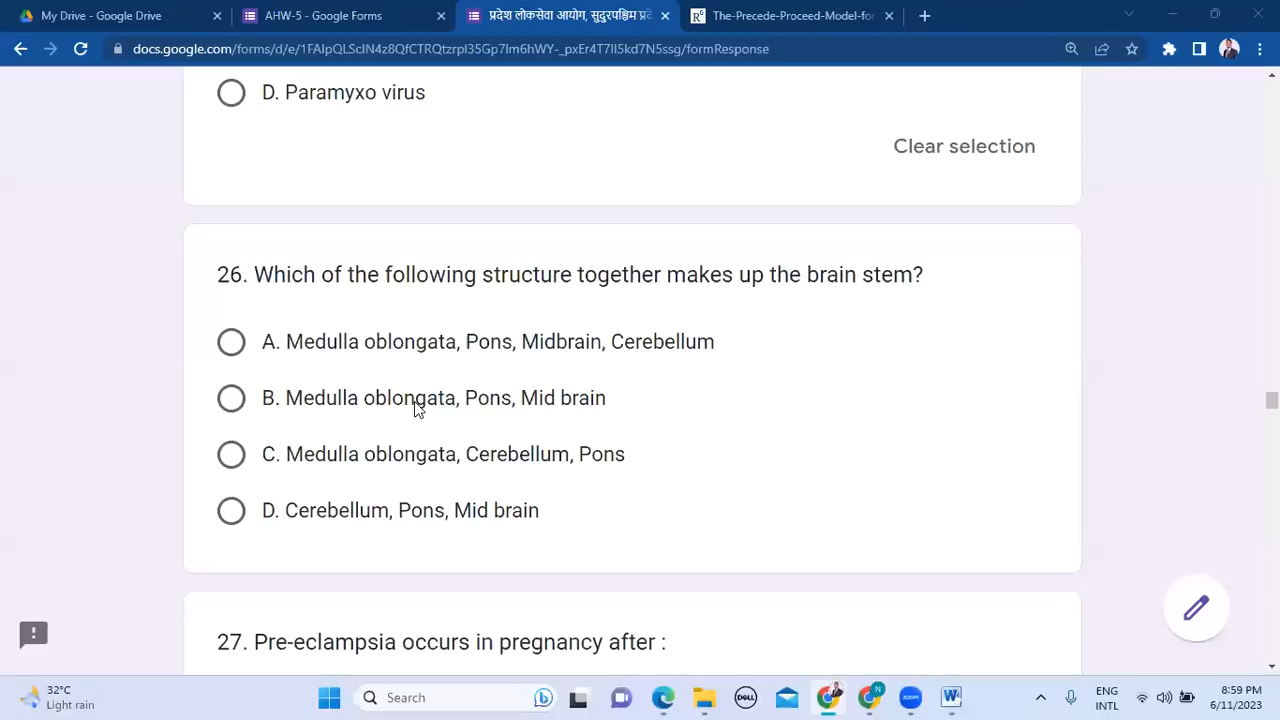 My Drive - Google Drive
AHW-5 - Google Forms
प्रदेश लोकसेवा आयोग, सुदुरपश्चिम प्रदे
The-Precede-Proceed-Model-for
docs.google.com/forms/d/e/1FAIpQLScIN4z8QfCTRQtzrpI35Gp7Im6hWY-_pxEr4T7II5kd7N5ssg/formResponse
D. Paramyxo virus
Clear selection
26. Which of the following structure together makes up the brain stem?
A. Medulla oblongata, Pons, Midbrain, Cerebellum
B. Medulla oblongata, Pons, Mid brain
C. Medulla oblongata, Cerebellum, Pons
D. Cerebellum, Pons, Mid brain
27. Pre-eclampsia occurs in pregnancy after :
32°C
Light rain
Search
DELL
N
zoom
ENG
INTL
8:59 PM
6/11/2023